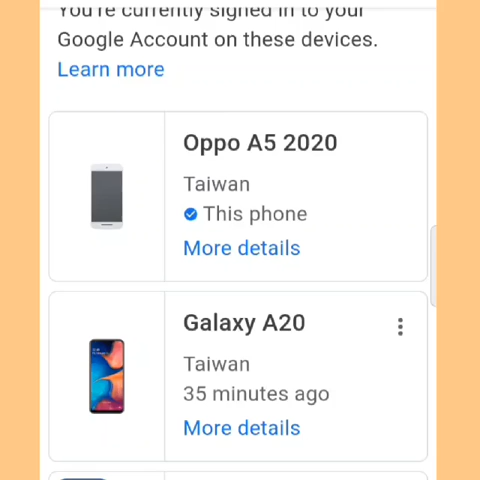 You're currently signed in to your
Google Account on these devices.
Learn more
Oppo A5 2020
Taiwan
This phone
More details
Galaxy A20
Taiwan
35 minutes ago
More details